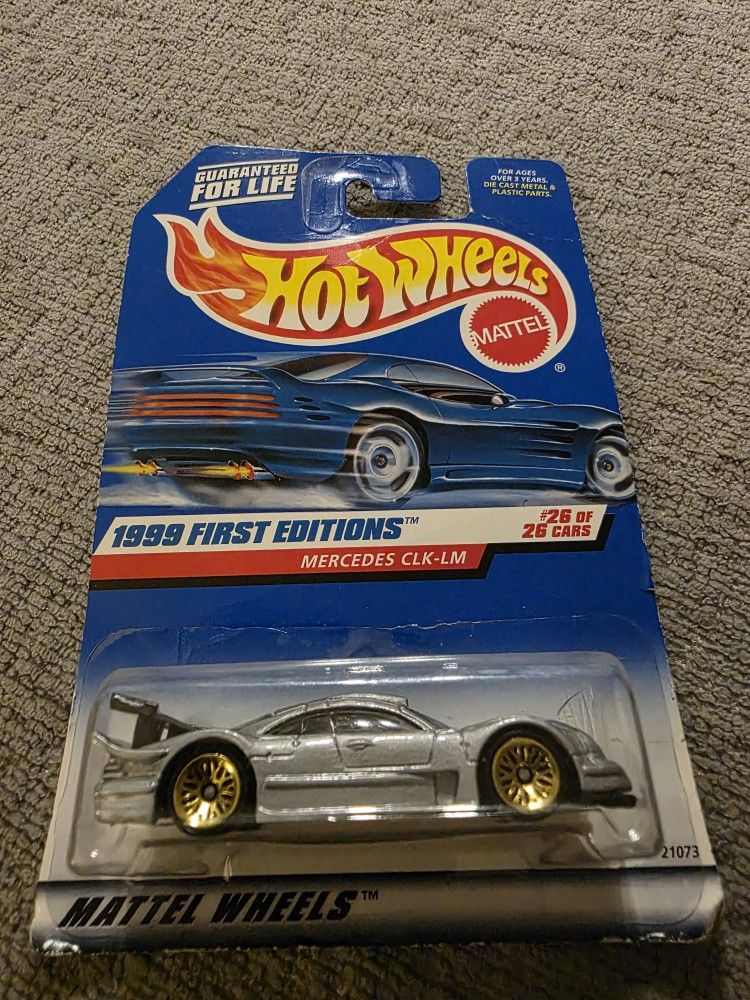 GUARANTEED
FOR LIFE
FOR AGES
OVER 3 YEARS.
DIE CAST METAL &
PLASTIC PARTS.
HOT WHEELS
MATTEL
®
1999 FIRST EDITIONS™
#26 OF
26 CARS
MERCEDES CLK-LM
21073
MATTEL WHEELS™